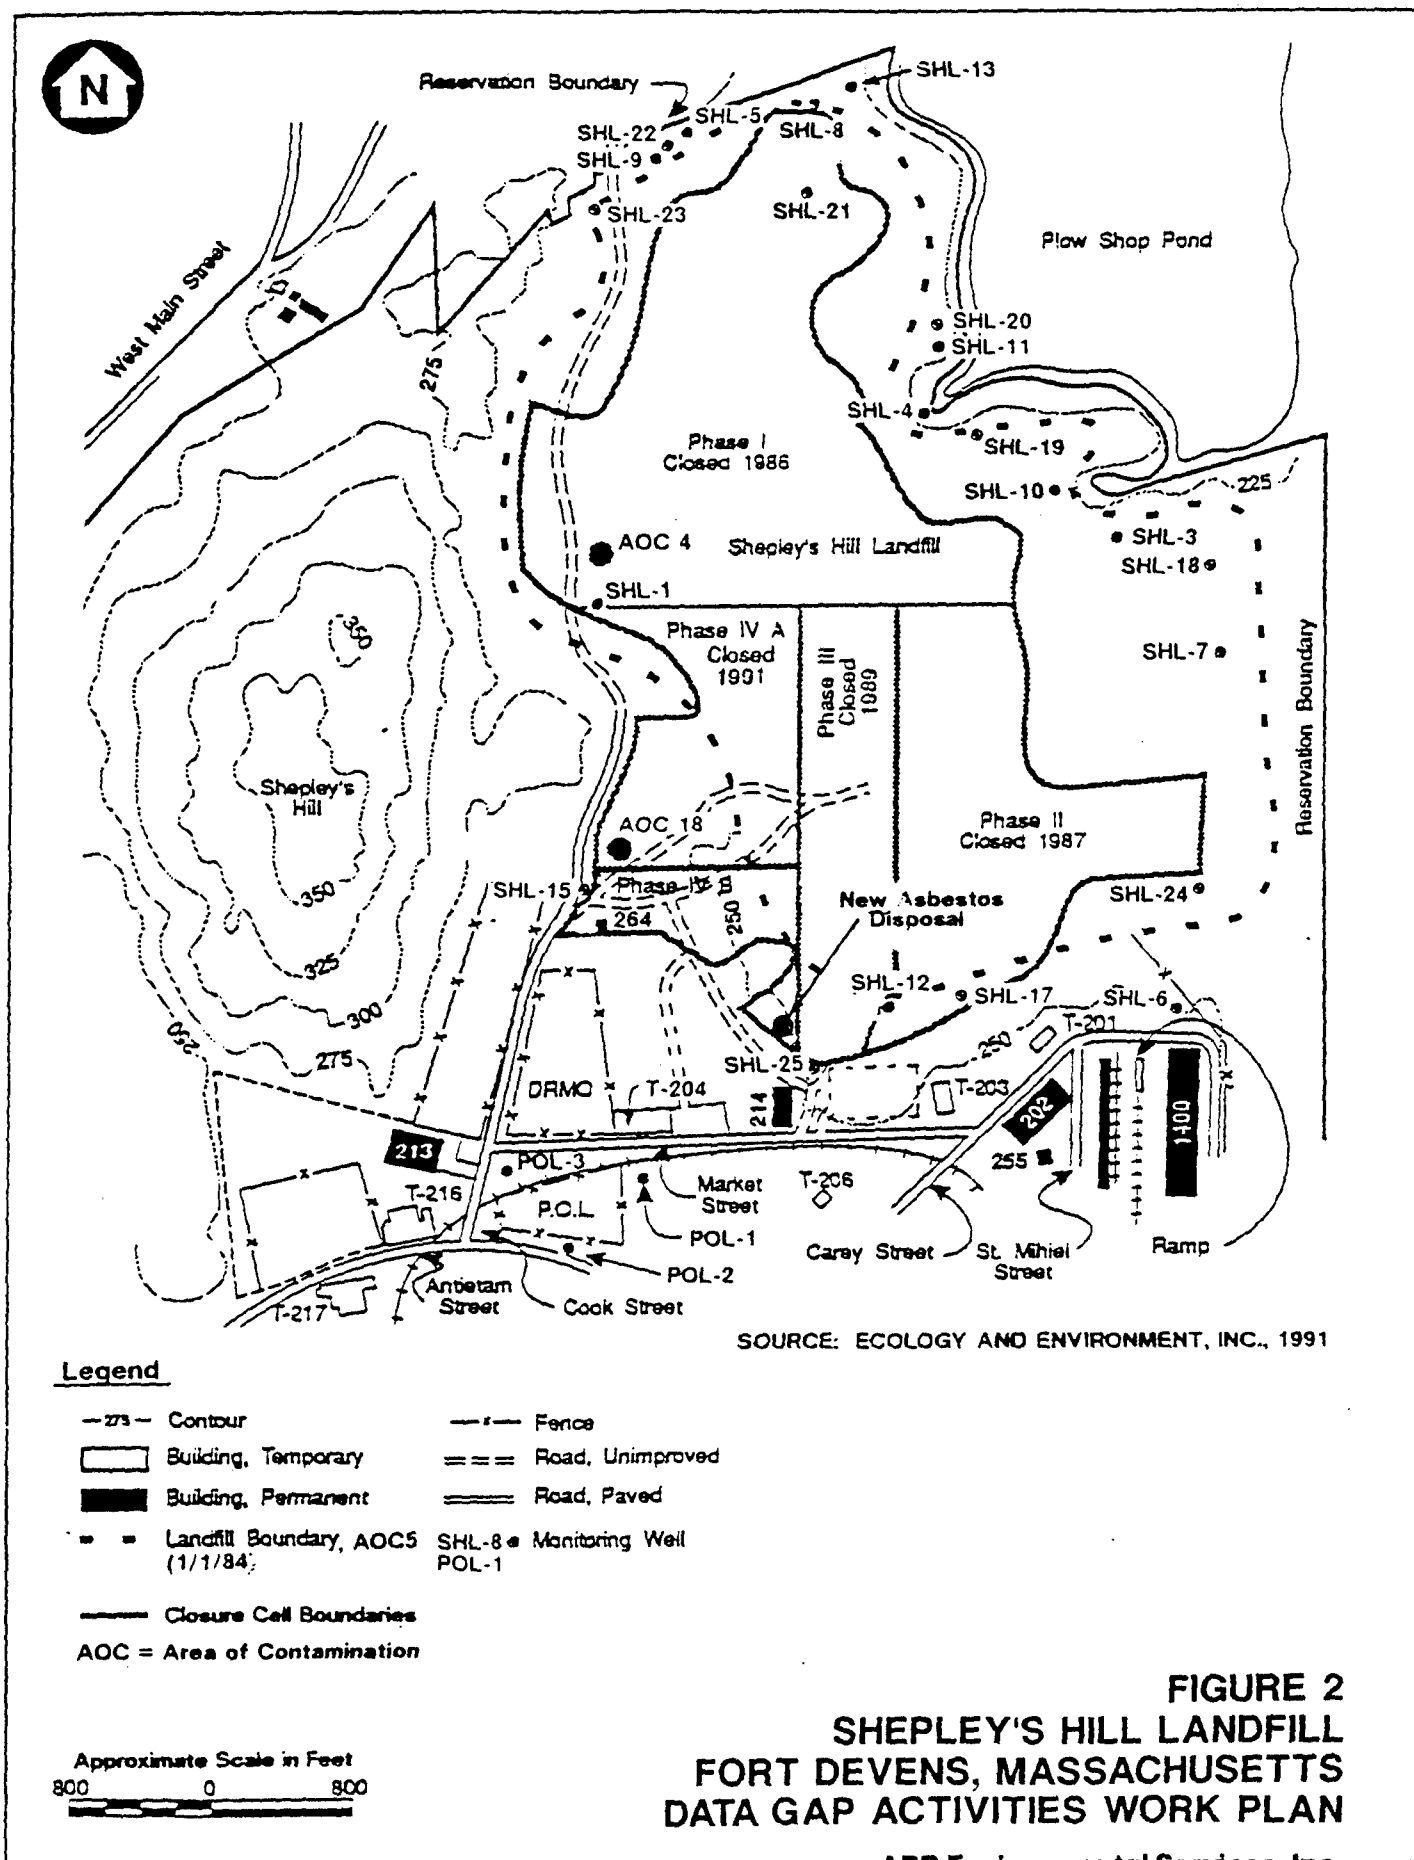 N
Reservation Boundary
SHL-13
SHL-5
SHL-22
SHL-8
SHL-9
SHL-23
SHL-21
Plow Shop Pond
West Main Street
SHL-20
SHL-11
275
SHL-4
Phase I
Closed 1986
SHL-19
SHL-10
225
SHL-3
AOC 4
Shepley's Hill Landfill
SHL-18
SHL-1
350
Phase IV A
Closed
1991
Phase III
Closed
1989
SHL-7
Reservation Boundary
Shepley's
Hill
AOC 18
Phase II
Closed 1987
350
SHL-15
Phase IV B
264
250
New Asbestos
Disposal
SHL-24
325
300
SHL-12
SHL-17
SHL-6
250
275
250
T-201
SHL-25
DRMO
T-204
214
T-203
202
1400
213
POL-3
255
T-216
P.O.L
Market
Street
T-206
POL-1
Carey Street
St. Mihiel
Street
Ramp
POL-2
Antietam
Street
T-217
Cook Street
SOURCE: ECOLOGY AND ENVIRONMENT, INC., 1991
Legend
275 Contour
Fence
Building, Temporary
Road, Unimproved
Building, Permanent
Road, Paved
Landfill Boundary, AOC5
(1/1/84)
SHL-8 Monitoring Well
POL-1
Closure Cell Boundaries
AOC = Area of Contamination
FIGURE 2
SHEPLEY'S HILL LANDFILL
FORT DEVENS, MASSACHUSETTS
DATA GAP ACTIVITIES WORK PLAN
Approximate Scale in Feet
800 0 800